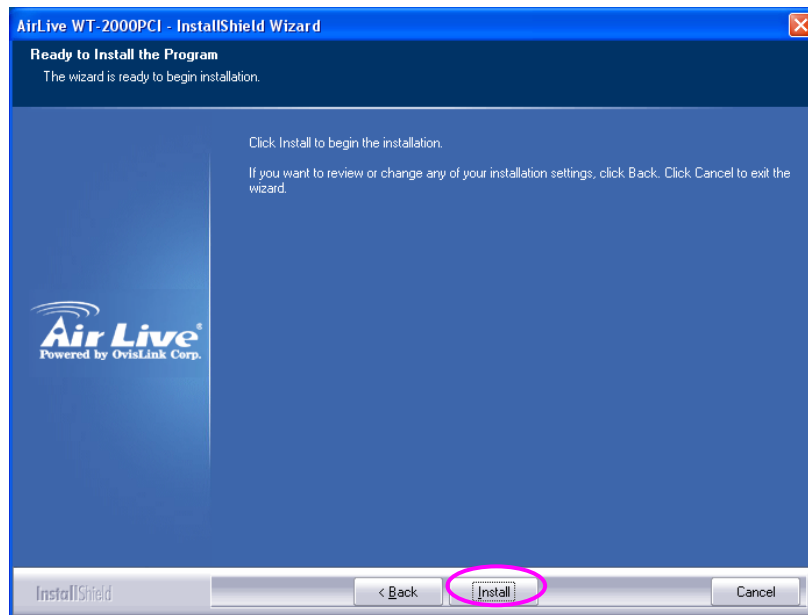 AirLive WT-2000PCI - InstallShield Wizard
Ready to Install the Program
The wizard is ready to begin installation.
Click Install to begin the installation.
If you want to review or change any of your installation settings, click Back. Click Cancel to exit the
wizard.
Air Live®
Powered by OvisLink Corp.
InstallShield
< Back
Install
Cancel